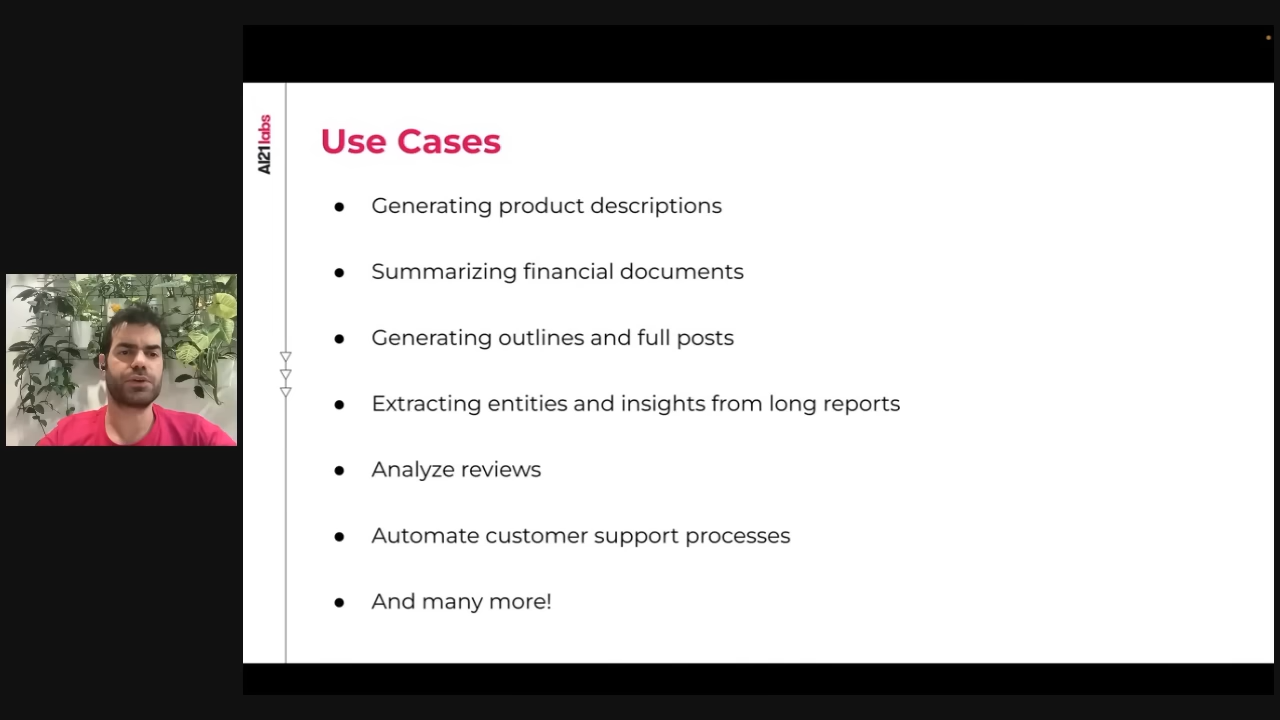 AI21labs
Use Cases
● Generating product descriptions
● Summarizing financial documents
● Generating outlines and full posts
● Extracting entities and insights from long reports
● Analyze reviews
● Automate customer support processes
● And many more!